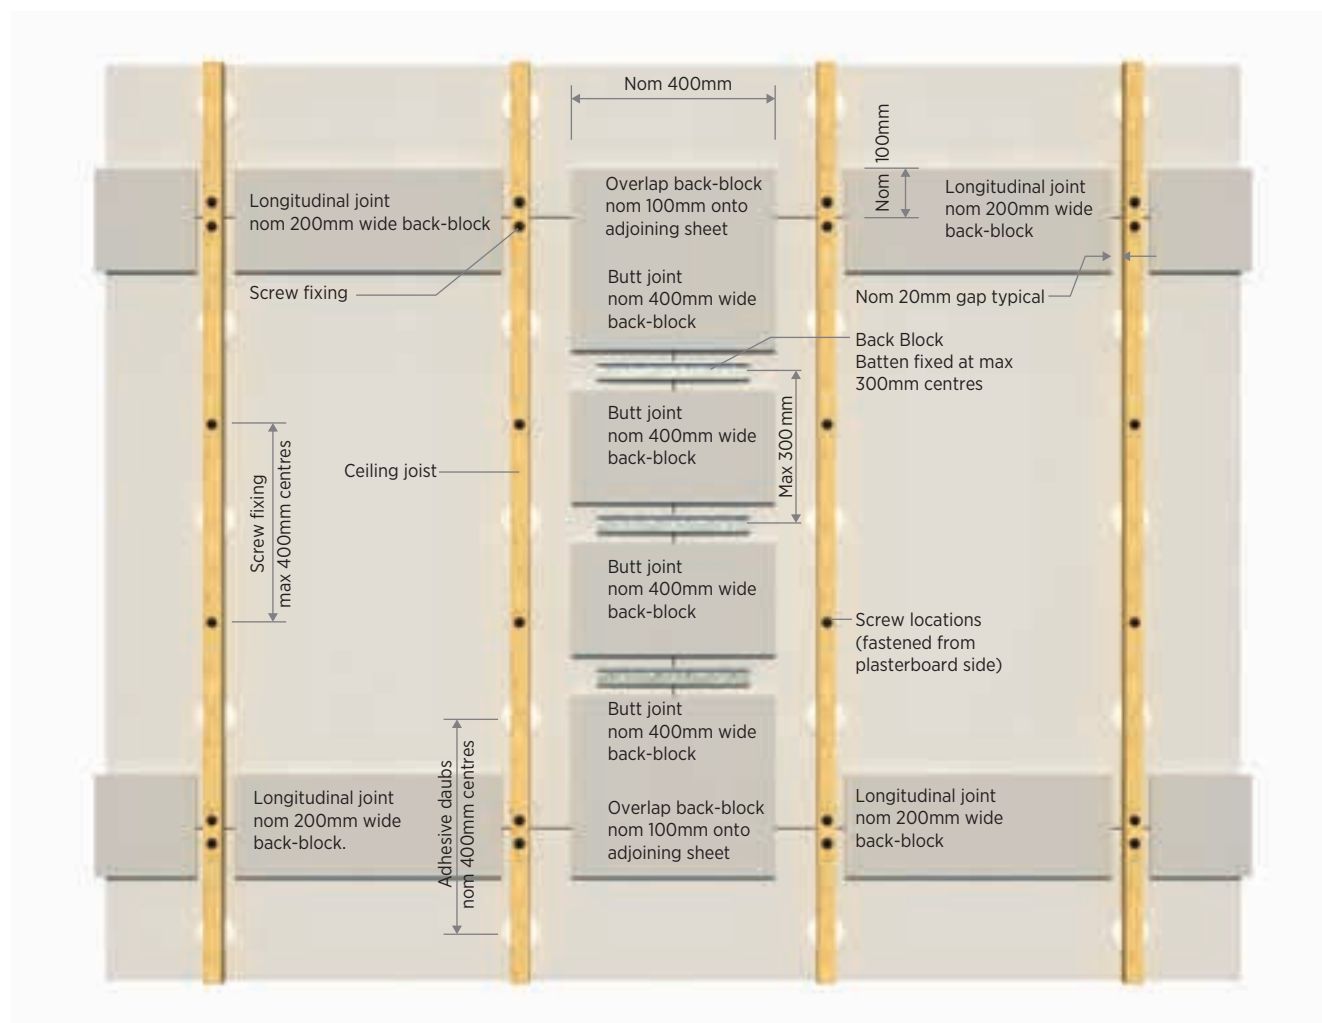 Nom 400mm
Nom 100mm
Longitudinal joint
nom 200mm wide back-block
Overlap back-block
nom 100mm onto
adjoining sheet
Longitudinal joint
nom 200mm wide
back-block
Screw fixing
Butt joint
nom 400mm wide
back-block
Nom 20mm gap typical
Back Block
Batten fixed at max
300mm centres
Butt joint
nom 400mm wide
back-block
Max 300mm
Ceiling joist
Screw fixing
max 400mm centres
Butt joint
nom 400mm wide
back-block
Screw locations
(fastened from
plasterboard side)
Butt joint
nom 400mm wide
back-block
Adhesive daubs
nom 400mm centres
Longitudinal joint
nom 200mm wide
back-block.
Overlap back-block
nom 100mm onto
adjoining sheet
Longitudinal joint
nom 200mm wide
back-block